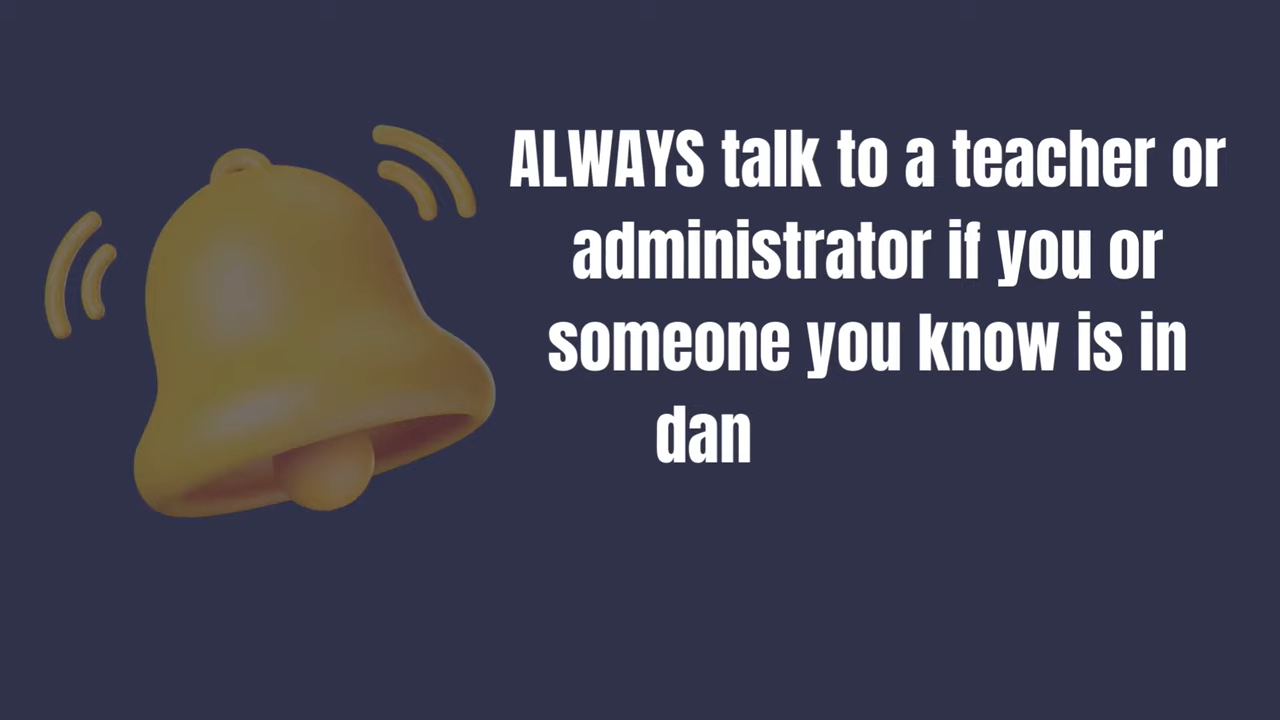 ALWAYS talk to a teacher or
administrator if you or
someone you know is in
dan